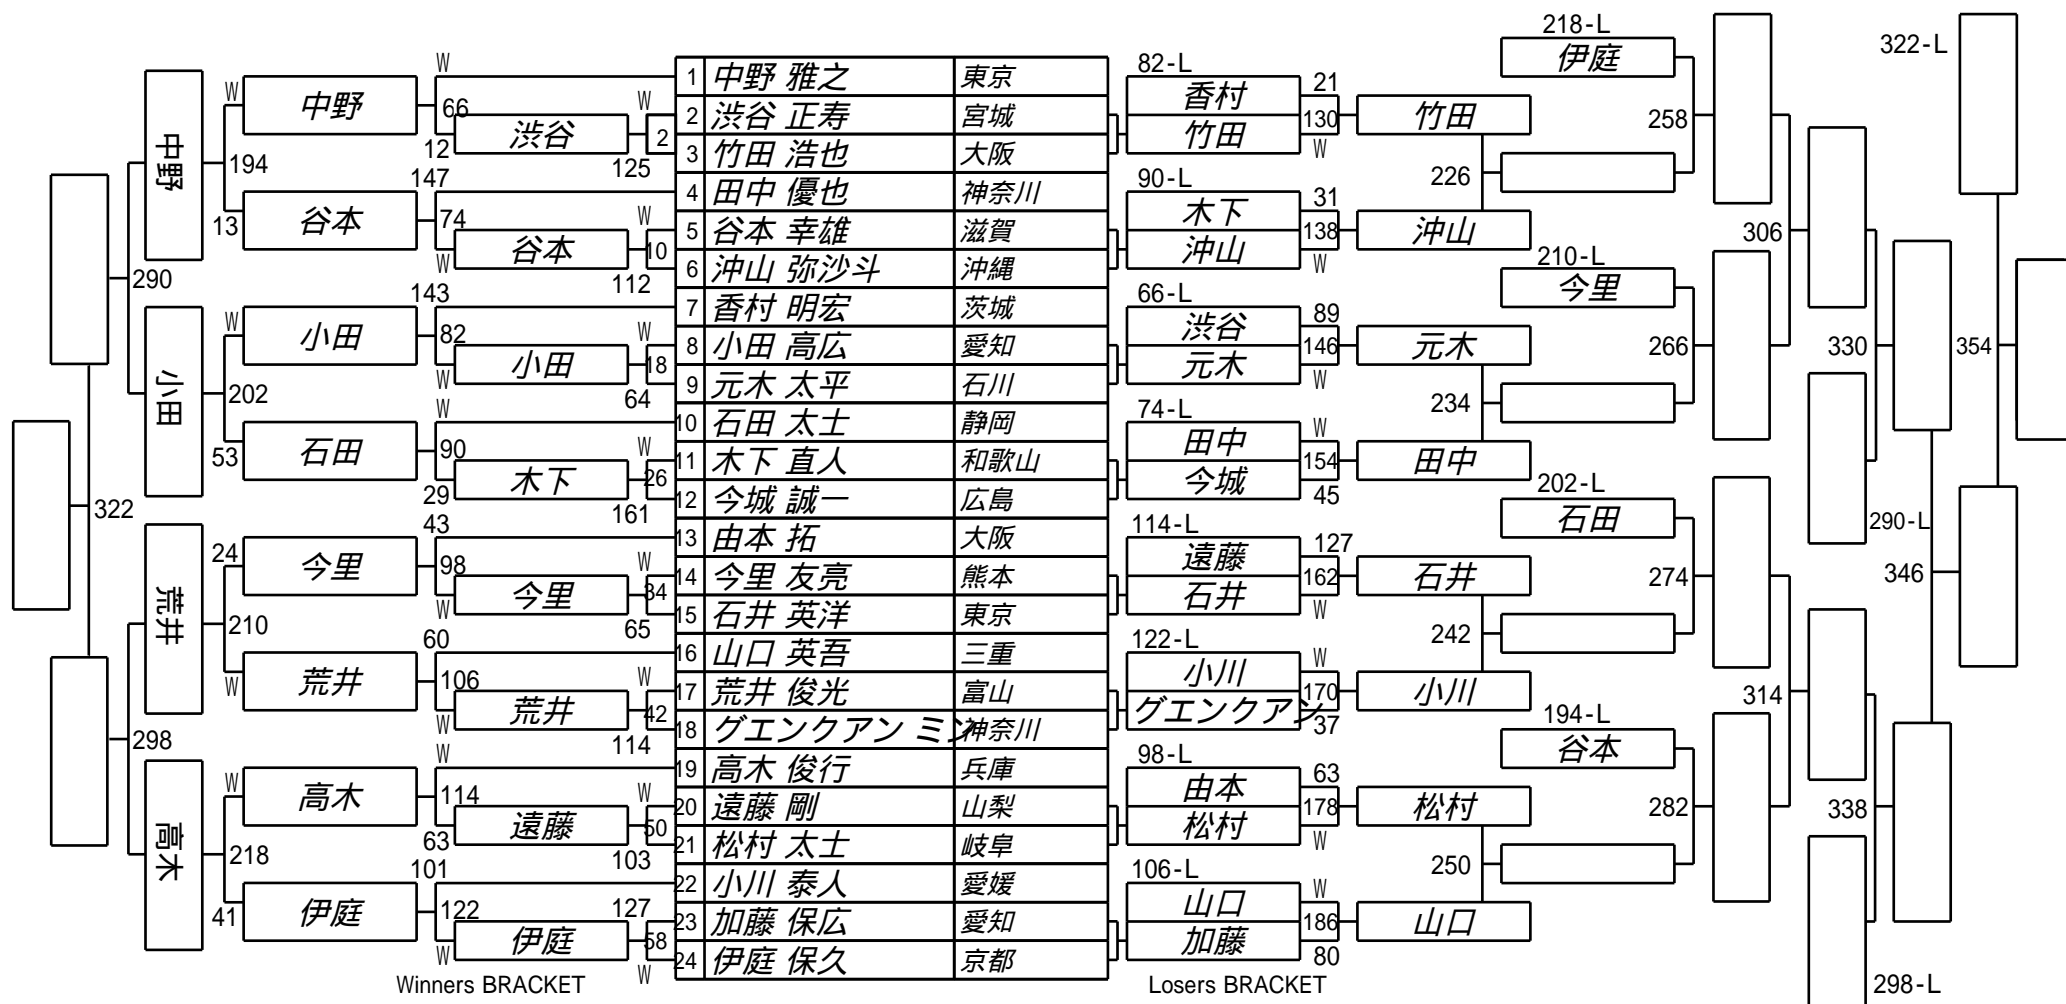 218-L
322-L
伊庭
258
306
330
354
210-L
今里
266
290-L
346
202-L
石田
274
314
338
194-L
谷本
282
298-L
中野
194
290
小田
202
322
荒井
210
298
高木
218
W
中野
66
13
谷本
74
W
小田
82
53
石田
90
24
今里
98
W
荒井
106
W
高木
114
41
伊庭
122
W
12
渋谷
147
W
谷本
143
W
小田
W
29
木下
43
W
今里
60
W
荒井
W
63
遠藤
101
W
伊庭
W
2
125
W
10
112
W
18
64
W
26
161
W
34
65
W
42
114
W
50
103
127
58
W
1 中野 雅之 東京
2 渋谷 正寿 宮城
3 竹田 浩也 大阪
4 田中 優也 神奈川
5 谷本 幸雄 滋賀
6 沖山 弥沙斗 沖縄
7 香村 明宏 茨城
8 小田 高広 愛知
9 元木 太平 石川
10 石田 太士 静岡
11 木下 直人 和歌山
12 今城 誠一 広島
13 由本 拓 大阪
14 今里 友亮 熊本
15 石井 英洋 東京
16 山口 英吾 三重
17 荒井 俊光 富山
18 グエンクアン ミン 神奈川
19 高木 俊行 兵庫
20 遠藤 剛 山梨
21 松村 太士 岐阜
22 小川 泰人 愛媛
23 加藤 保広 愛知
24 伊庭 保久 京都
82-L
香村 21
130
竹田 W
90-L
木下 31
138
沖山 W
66-L
渋谷 89
146
元木 W
74-L
田中 W
154
今城 45
114-L
遠藤 127
162
石井 W
122-L
小川 W
170
グエンクアン 37
98-L
由本 63
178
松村 W
106-L
山口 W
186
加藤 80
竹田
226
沖山
元木
234
田中
石井
242
小川
松村
250
山口
Winners BRACKET
Losers BRACKET